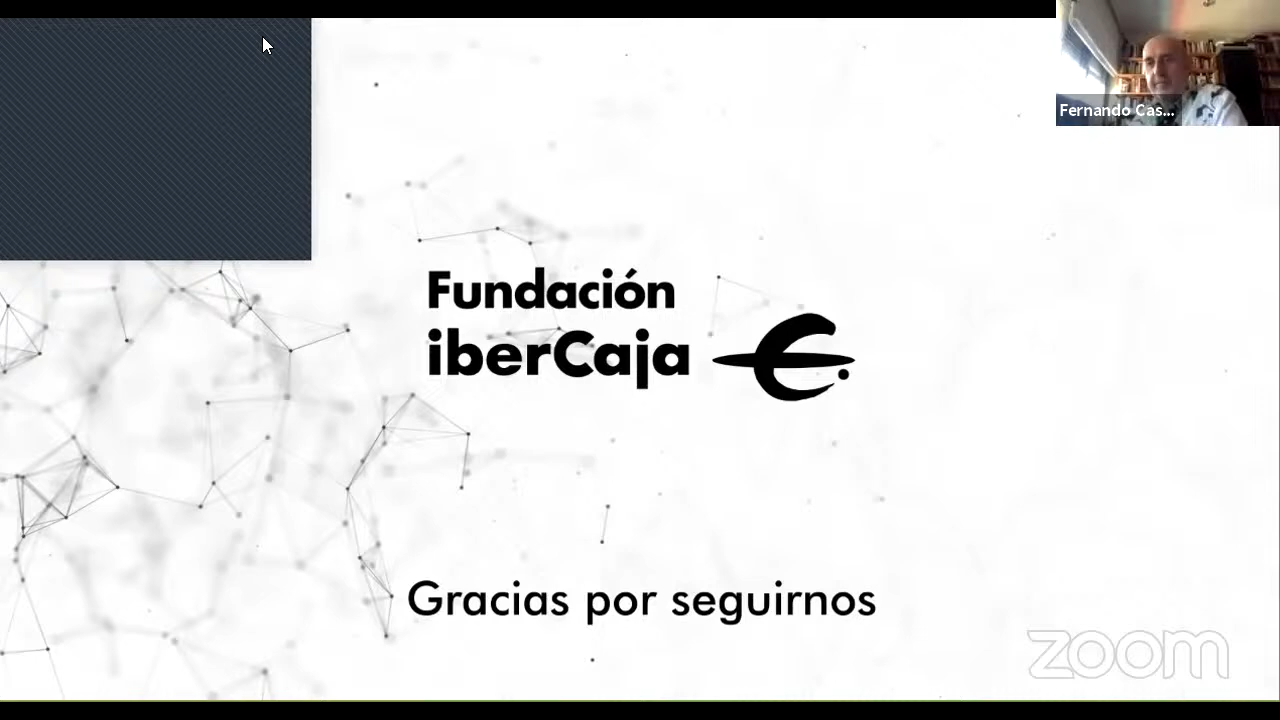 Fernando Cas...
Fundación
iberCaja
Gracias por seguirnos
zoom